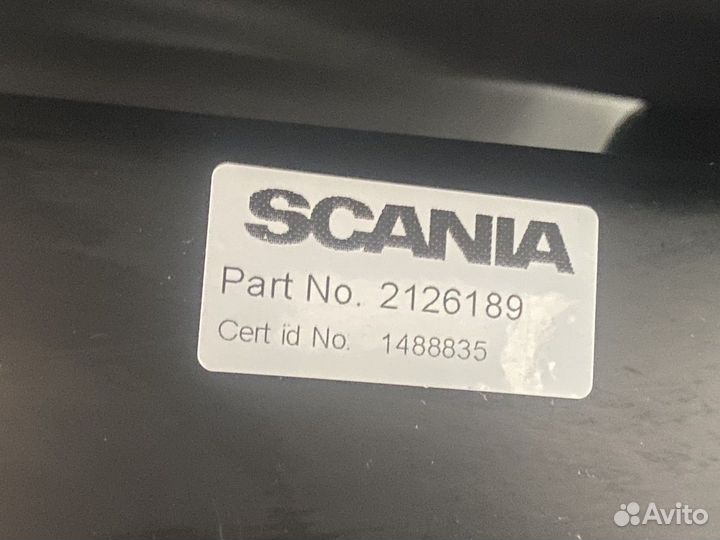 SCANIA
Part No. 2126189
Cert id No. 1488835
Avito